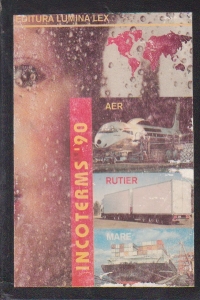 EDITURA LUMINA LEX
AER
INCOTERMS '90
RUTIER
MARE